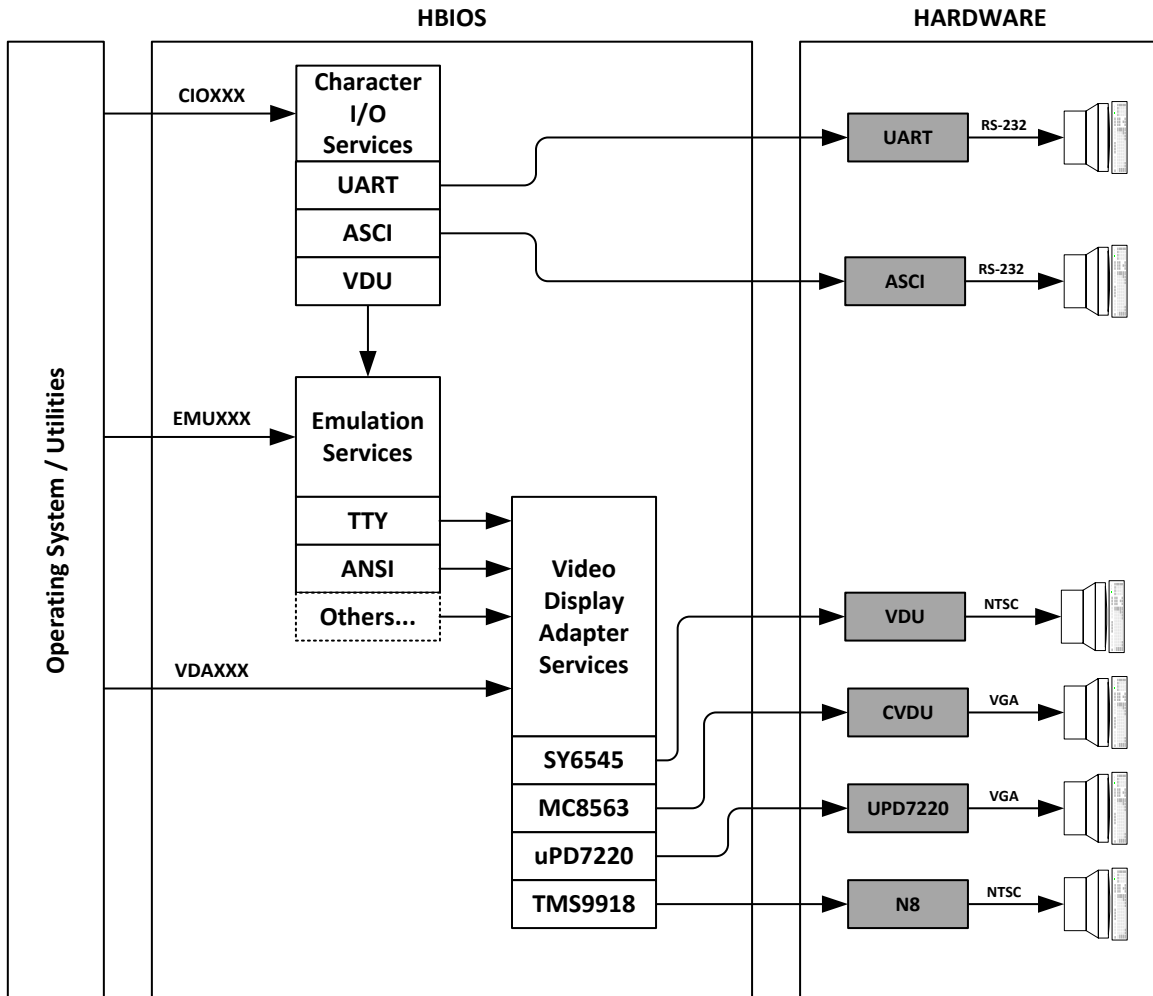 HBIOS
HARDWARE
Operating System / Utilities
CIOXXX
Character
I/O
Services
UART
ASCI
VDU
EMUXXX
Emulation
Services
TTY
ANSI
Others...
VDAXXX
Video
Display
Adapter
Services
SY6545
MC8563
uPD7220
TMS9918
UART
RS-232
ASCI
RS-232
VDU
NTSC
CVDU
VGA
UPD7220
VGA
N8
NTSC